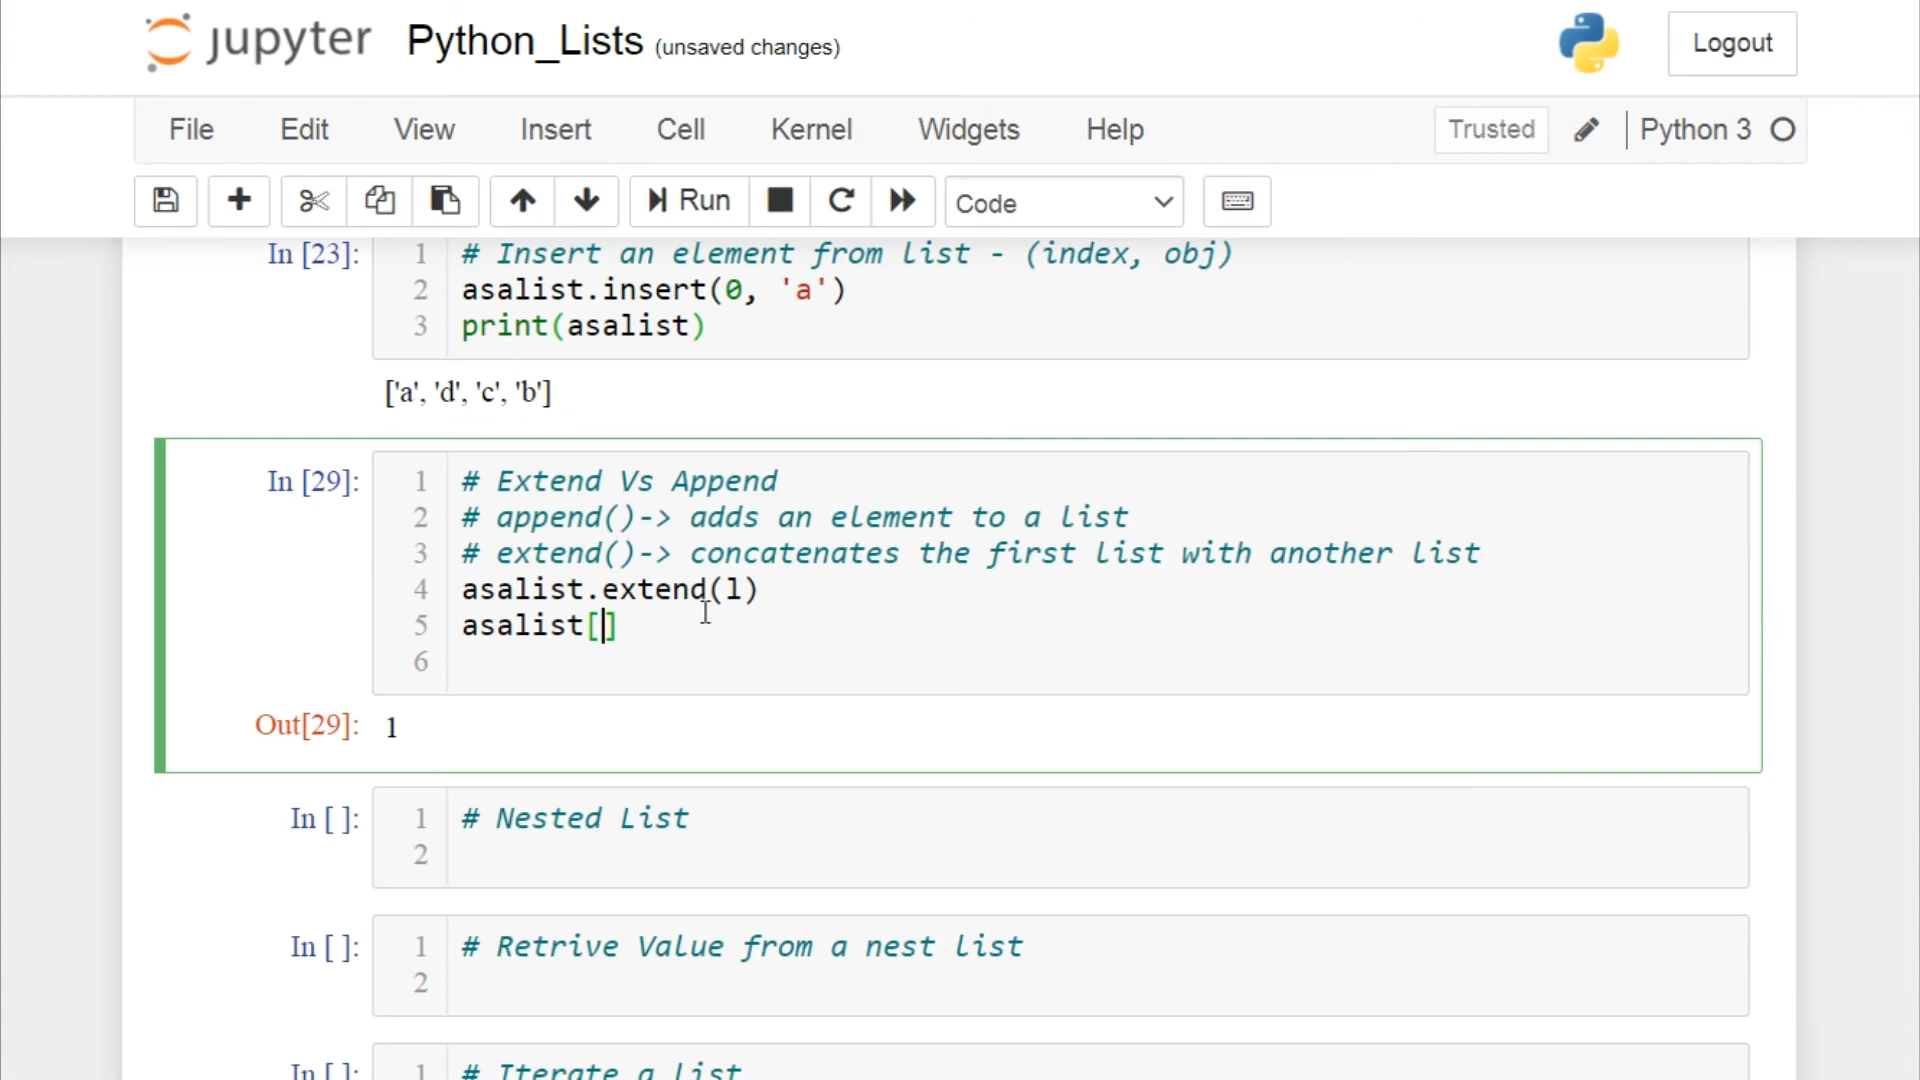 jupyter Python_Lists (unsaved changes) Logout
File Edit View Insert Cell Kernel Widgets Help Trusted Python 3
Run Code
In [23]: 1 # Insert an element from list - (index, obj)
2 asalist.insert(0, 'a')
3 print(asalist)
['a', 'd', 'c', 'b']
In [29]: 1 # Extend Vs Append
2 # append()-> adds an element to a list
3 # extend()-> concatenates the first list with another list
4 asalist.extend(l)
5 asalist[]
6
Out[29]: 1
In [ ]: 1 # Nested List
2
In [ ]: 1 # Retrive Value from a nest list
2
In [ ]: 1 # Iterate a list